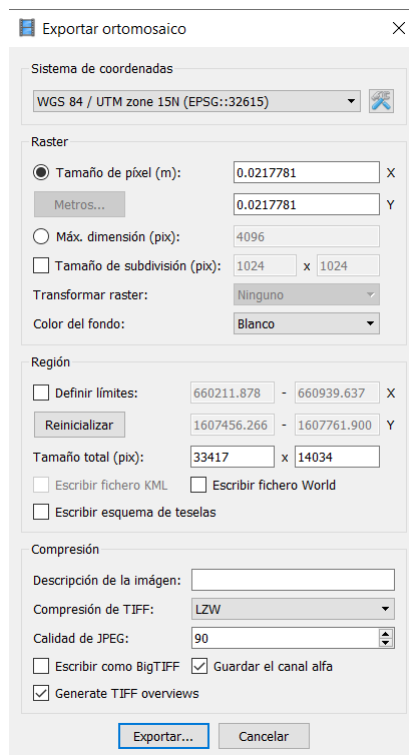 Exportar ortomosaico
Sistema de coordenadas
WGS 84 / UTM zone 15N (EPSG::32615)
Raster
Tamaño de píxel (m): 0.0217781 X
Metros... 0.0217781 Y
Máx. dimensión (pix): 4096
Tamaño de subdivisión (pix): 1024 x 1024
Transformar raster: Ninguno
Color del fondo: Blanco
Región
Definir límites: 660211.878 - 660939.637 X
Reinicializar 1607456.266 - 1607761.900 Y
Tamaño total (pix): 33417 x 14034
Escribir fichero KML Escribir fichero World
Escribir esquema de teselas
Compresión
Descripción de la imágen:
Compresión de TIFF: LZW
Calidad de JPEG: 90
Escribir como BigTIFF Guardar el canal alfa
Generate TIFF overviews
Exportar... Cancelar